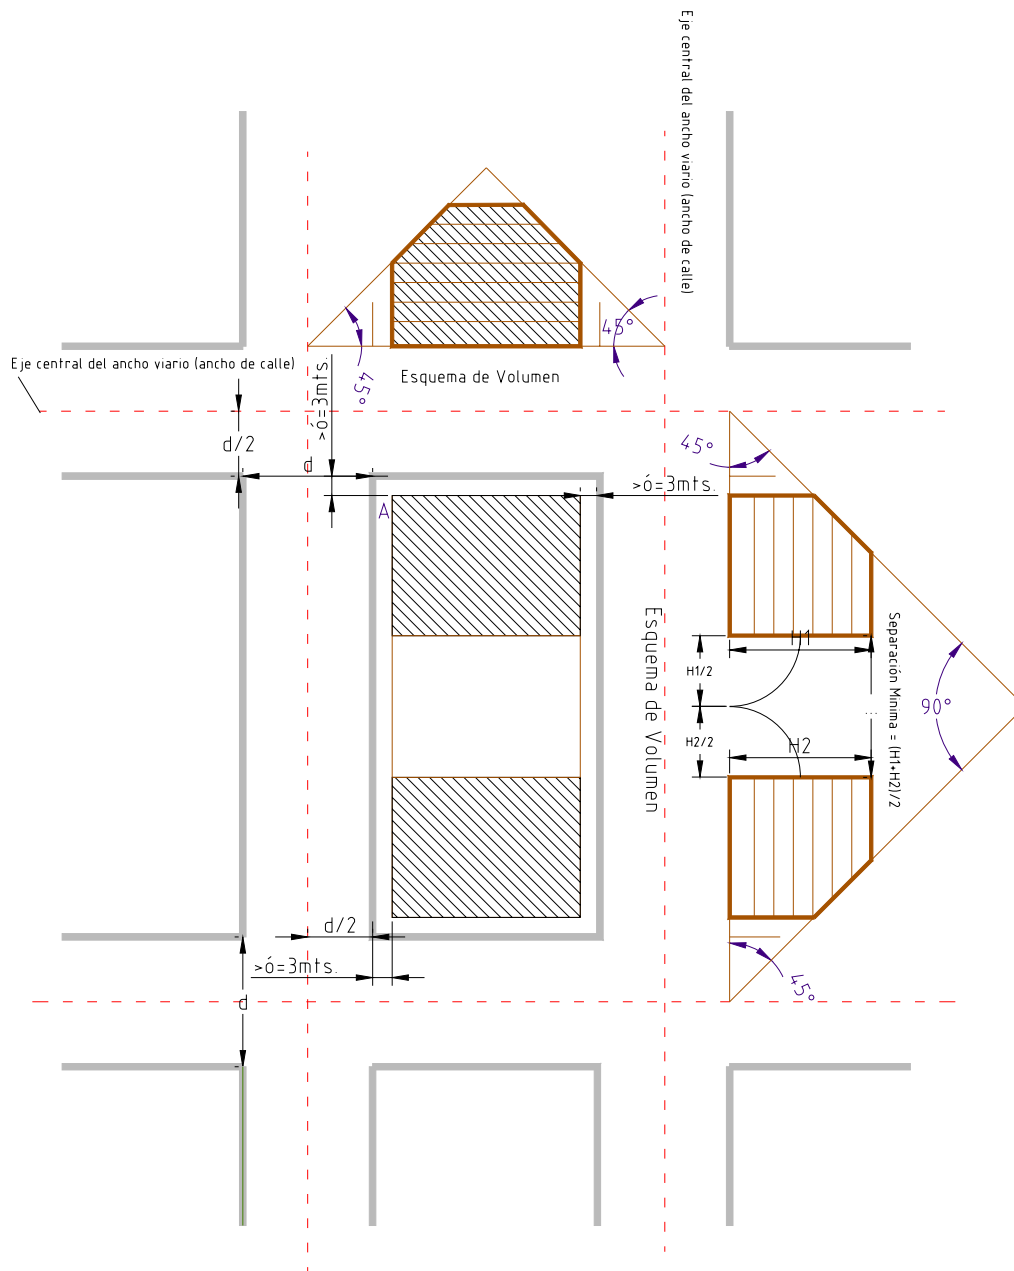 Eje central del ancho viario (ancho de calle)
45°
Eje central del ancho viario (ancho de calle)
>ó=3mts.
45°
Esquema de Volumen
d/2
d
45°
>ó=3mts.
A
Esquema de Volumen
H1
H1/2
Separación Minima = (H1+H2)/2
...
90°
H2/2
H2
d/2
>ó=3mts.
45°
d